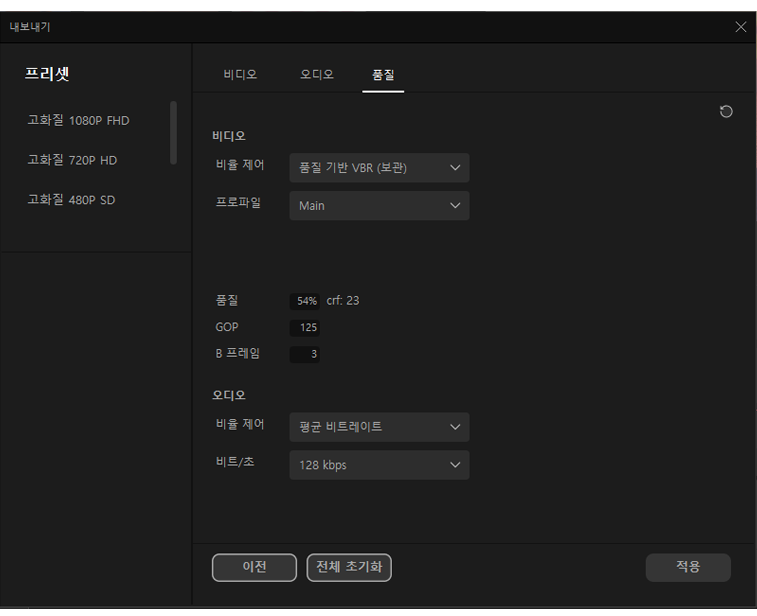 내보내기
프리셋
고화질 1080P FHD
고화질 720P HD
고화질 480P SD
비디오 오디오 품질
비디오
비율 제어 품질 기반 VBR (보관)
프로파일 Main
품질 54% crf: 23
GOP 125
B 프레임 3
오디오
비율 제어 평균 비트레이트
비트/초 128 kbps
이전 전체 초기화 적용